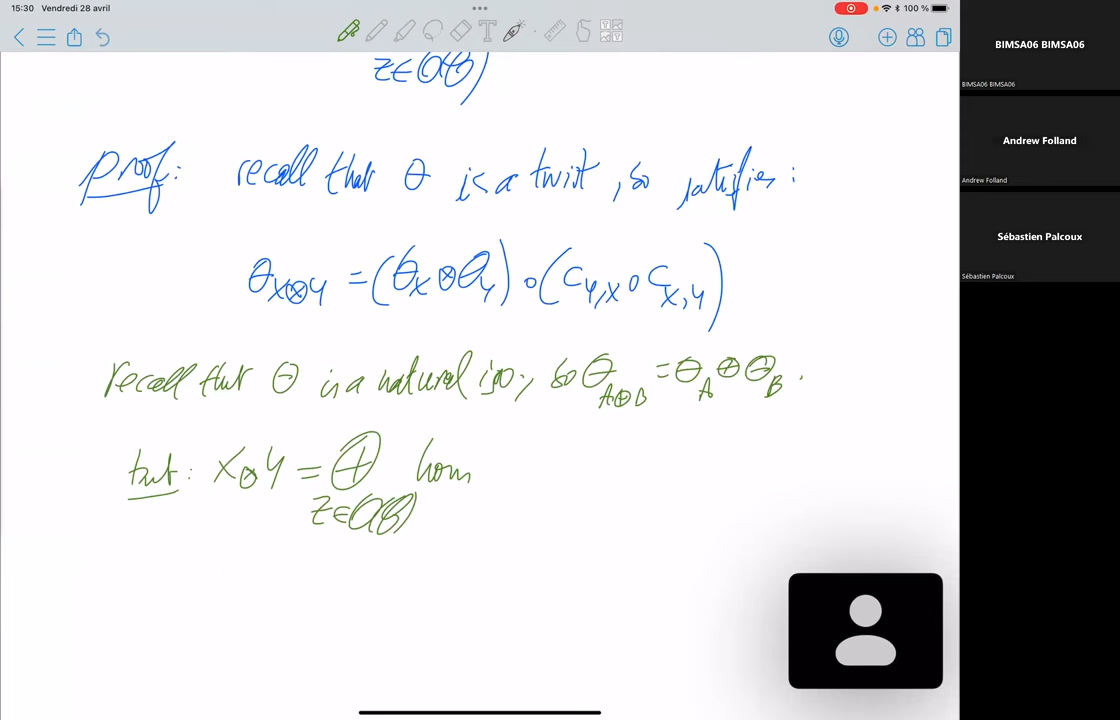 15:30 Vendredi 28 avril
100 %
Z∈O(B)
BIMSA06 BIMSA06
BIMSA06 BIMSA06
proof: recall that θ is a twist, so satisfies:
Andrew Folland
Andrew Folland
θ_{X⊗Y} = (θ_X ⊗ θ_Y) ∘ (c_{Y,X} ∘ c_{X,Y})
Sébastien Palcoux
Sébastien Palcoux
recall that θ is a natural iso., so θ_{A⊕B} = θ_A ⊕ θ_B.
but: X⊗Y = ⊕ hom
Z∈O(B)